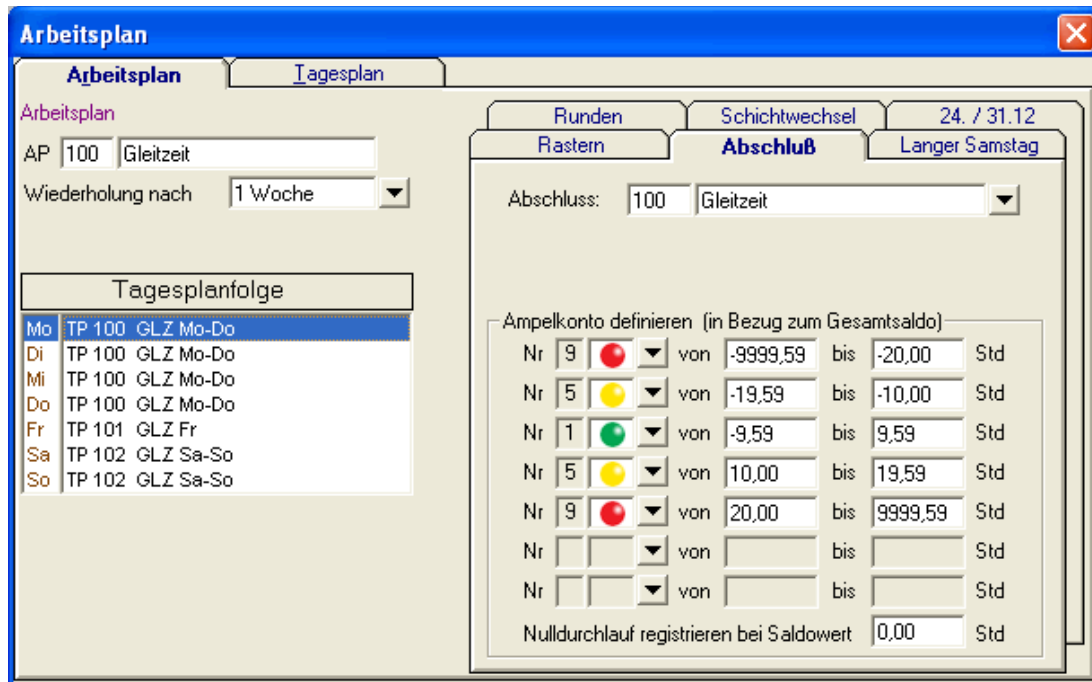 Arbeitsplan
Arbeitsplan Tagesplan
Arbeitsplan
AP 100 Gleitzeit
Wiederholung nach 1 Woche
Tagesplanfolge
Mo TP 100 GLZ Mo-Do
Di TP 100 GLZ Mo-Do
Mi TP 100 GLZ Mo-Do
Do TP 100 GLZ Mo-Do
Fr TP 101 GLZ Fr
Sa TP 102 GLZ Sa-So
So TP 102 GLZ Sa-So
Runden Schichtwechsel 24. / 31.12
Rastern Abschluß Langer Samstag
Abschluss: 100 Gleitzeit
Ampelkonto definieren (in Bezug zum Gesamtsaldo)
Nr 9 von -9999,59 bis -20,00 Std
Nr 5 von -19,59 bis -10,00 Std
Nr 1 von -9,59 bis 9,59 Std
Nr 5 von 10,00 bis 19,59 Std
Nr 9 von 20,00 bis 9999,59 Std
Nr von bis Std
Nr von bis Std
Nulldurchlauf registrieren bei Saldowert 0,00 Std